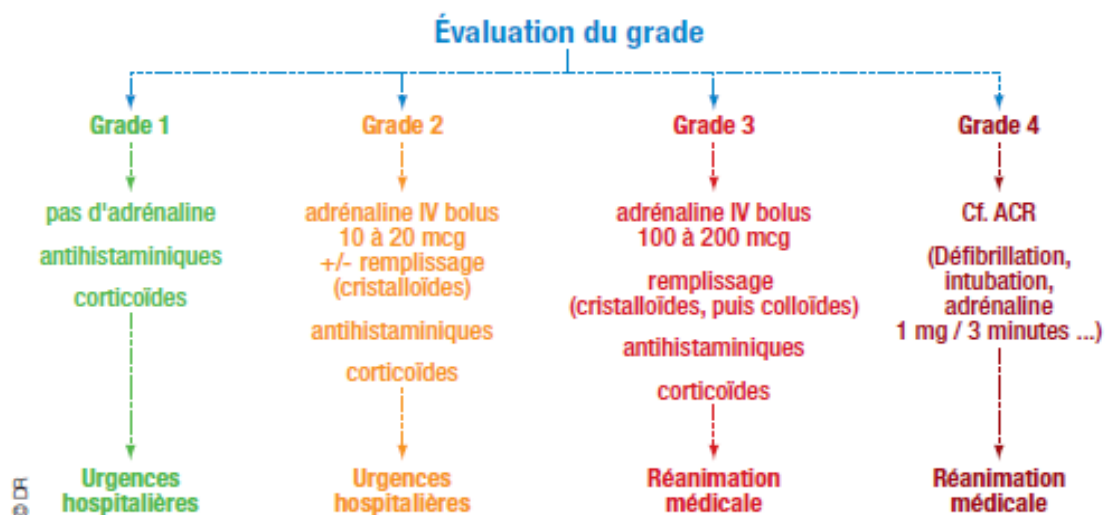 Évaluation du grade
Grade 1
pas d'adrénaline
antihistaminiques
corticoïdes
Urgences
hospitalières
Grade 2
adrénaline IV bolus
10 à 20 mcg
+/- remplissage
(cristalloïdes)
antihistaminiques
corticoïdes
Urgences
hospitalières
Grade 3
adrénaline IV bolus
100 à 200 mcg
remplissage
(cristalloïdes, puis colloïdes)
antihistaminiques
corticoïdes
Réanimation
médicale
Grade 4
Cf. ACR
(Défibrillation,
intubation,
adrénaline
1 mg / 3 minutes ...)
Réanimation
médicale
© DR